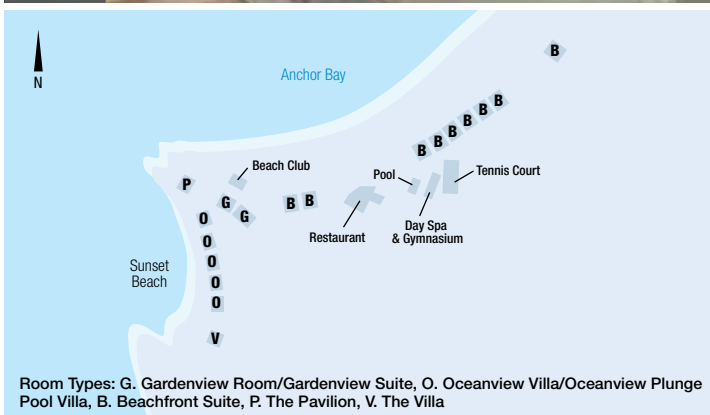 B
N
Anchor Bay
B B B B B B
Beach Club
Pool
Tennis Court
P
G
G
B B
Restaurant
Day Spa
& Gymnasium
O
O
O
O
O
Sunset
Beach
V
Room Types: G. Gardenview Room/Gardenview Suite, O. Oceanview Villa/Oceanview Plunge
Pool Villa, B. Beachfront Suite, P. The Pavilion, V. The Villa